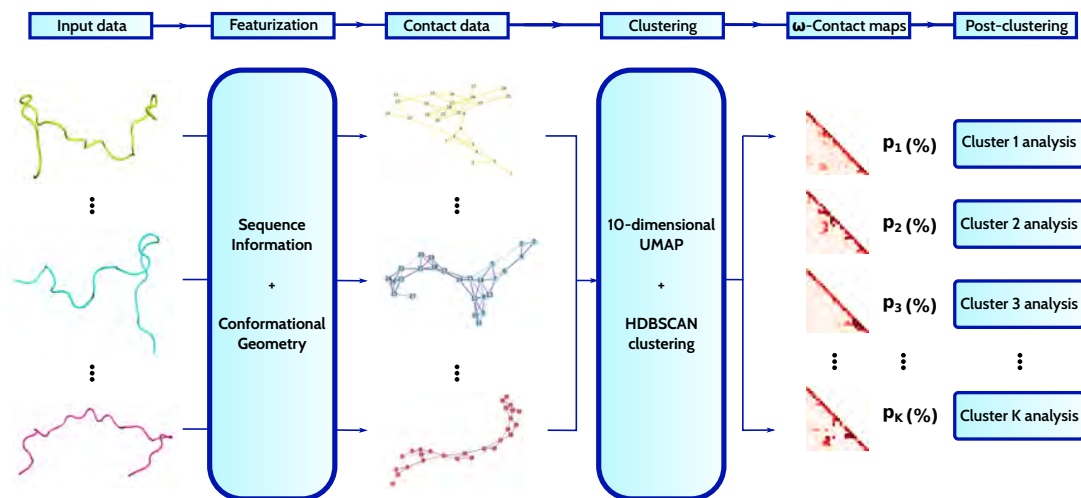 Input data
Featurization
Contact data
Clustering
ω-Contact maps
Post-clustering
Sequence
Information
+
Conformational
Geometry
10-dimensional
UMAP
+
HDBSCAN
clustering
p1 (%)
Cluster 1 analysis
p2 (%)
Cluster 2 analysis
p3 (%)
Cluster 3 analysis
pK (%)
Cluster K analysis